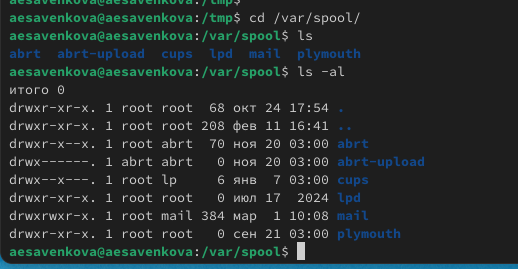 aesavenkova@aesavenkova:/tmp$
aesavenkova@aesavenkova:/tmp$ cd /var/spool/
aesavenkova@aesavenkova:/var/spool$ ls
abrt  abrt-upload  cups  lpd  mail  plymouth
aesavenkova@aesavenkova:/var/spool$ ls -al
итого 0
drwxr-xr-x. 1 root root  68 окт 24 17:54 .
drwxr-xr-x. 1 root root 208 фев 11 16:41 ..
drwxr-x--x. 1 root abrt  70 ноя 20 03:00 abrt
drwx------. 1 abrt abrt   0 ноя 20 03:00 abrt-upload
drwx--x---. 1 root lp     6 янв  7 03:00 cups
drwxr-xr-x. 1 root root   0 июл 17  2024 lpd
drwxrwxr-x. 1 root mail 384 мар  1 10:08 mail
drwxr-xr-x. 1 root root   0 сен 21 03:00 plymouth
aesavenkova@aesavenkova:/var/spool$